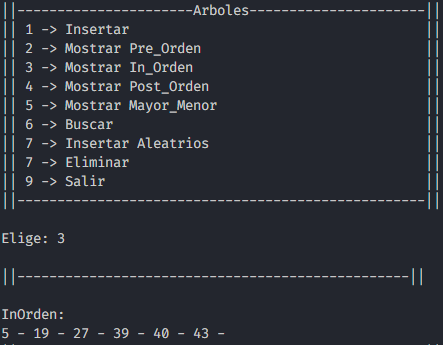 ||----------------------Arboles----------------------||
|| 1 -> Insertar ||
|| 2 -> Mostrar Pre_Orden ||
|| 3 -> Mostrar In_Orden ||
|| 4 -> Mostrar Post_Orden ||
|| 5 -> Mostrar Mayor_Menor ||
|| 6 -> Buscar ||
|| 7 -> Insertar Aleatrios ||
|| 7 -> Eliminar ||
|| 9 -> Salir ||
||---------------------------------------------------||
Elige: 3
||-------------------------------------------------||
InOrden:
5 - 19 - 27 - 39 - 40 - 43 -